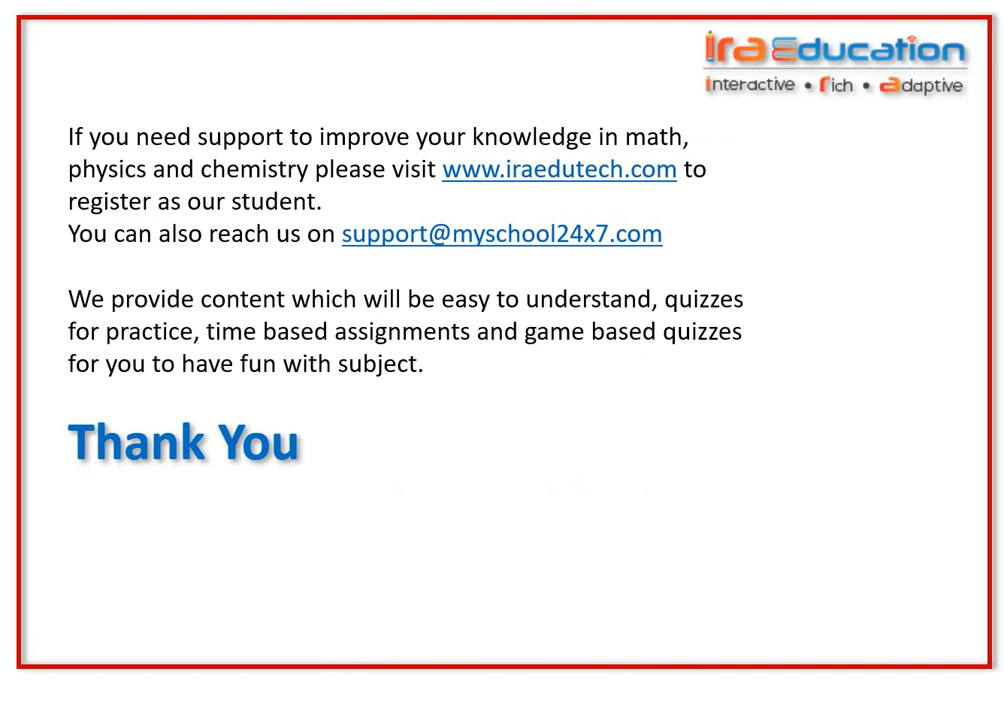 Ira Education
interactive • rich • adaptive
If you need support to improve your knowledge in math,
physics and chemistry please visit www.iraedutech.com to
register as our student.
You can also reach us on support@myschool24x7.com
We provide content which will be easy to understand, quizzes
for practice, time based assignments and game based quizzes
for you to have fun with subject.
Thank You